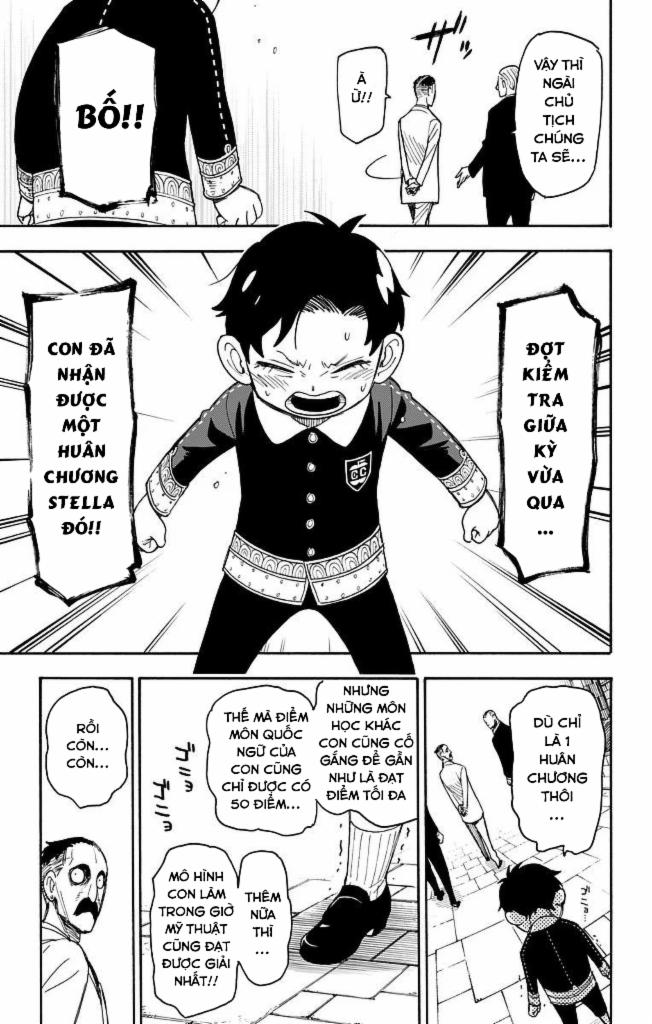 VẬY THÌ
NGÀI
CHỦ
TỊCH
CHÚNG
TA SẼ...
À
Ừ!!
BỐ!!
ĐỢT
KIỂM
TRA
GIỮA
KỲ
VỪA
QUA
...
CON ĐÃ
NHẬN
ĐƯỢC
MỘT
HUÂN
CHƯƠNG
STELLA
ĐÓ!!
CC
DÙ CHỈ
LÀ 1
HUÂN
CHƯƠNG
THÔI
...
NHƯNG
NHỮNG MÔN
HỌC KHÁC
CON CŨNG CỐ
GẮNG ĐỂ GẦN
NHƯ LÀ ĐẠT
ĐIỂM TỐI ĐA
THẾ MÀ ĐIỂM
MÔN QUỐC
NGỮ CỦA
CON CŨNG
CHỈ ĐƯỢC CÓ
50 ĐIỂM...
THÊM
NỮA
THÌ
...
MÔ HÌNH
CON LÀM
TRONG GIỜ
MỸ THUẬT
CŨNG ĐẠT
ĐƯỢC GIẢI
NHẤT!!
RỒI
CÒN...
CÒN...